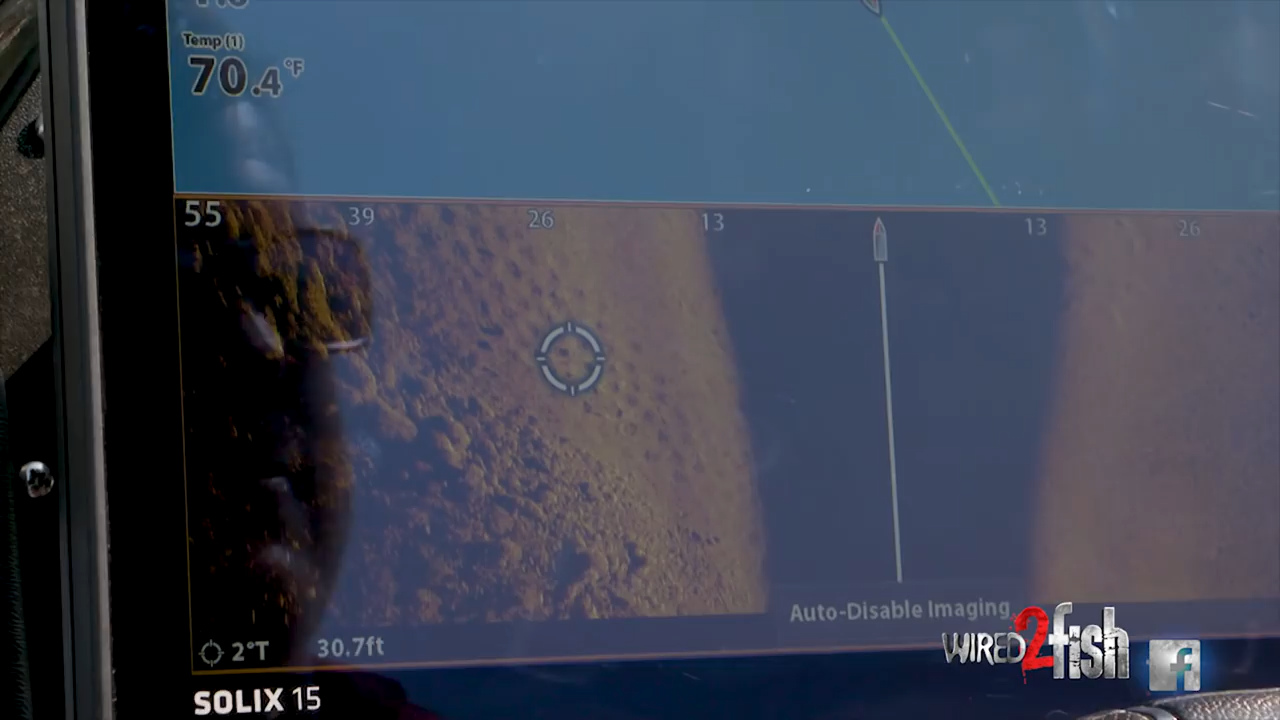 Temp (1)
70.4°F
55 39 26 13 13 26
Auto-Disable Imaging
2°T 30.7ft
WIRED2fish f
SOLIX 15